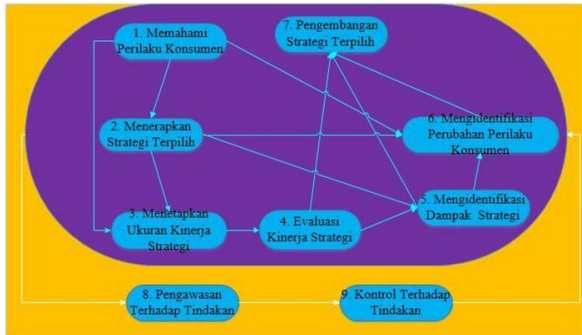 1. Memahami
Perilaku Konsumen
7. Pengembangan
Strategi Terpilih
2. Menerapkan
Strategi Terpilih
6. Mengidentifikasi
Perubahan Perilaku
Konsumen
3. Menetapkan
Ukuran Kinerja
Strategi
4. Evaluasi
Kinerja Strategi
5. Mengidentifikasi
Dampak Strategi
8. Pengawasan
Terhadap Tindakan
9. Kontrol Terhadap
Tindakan